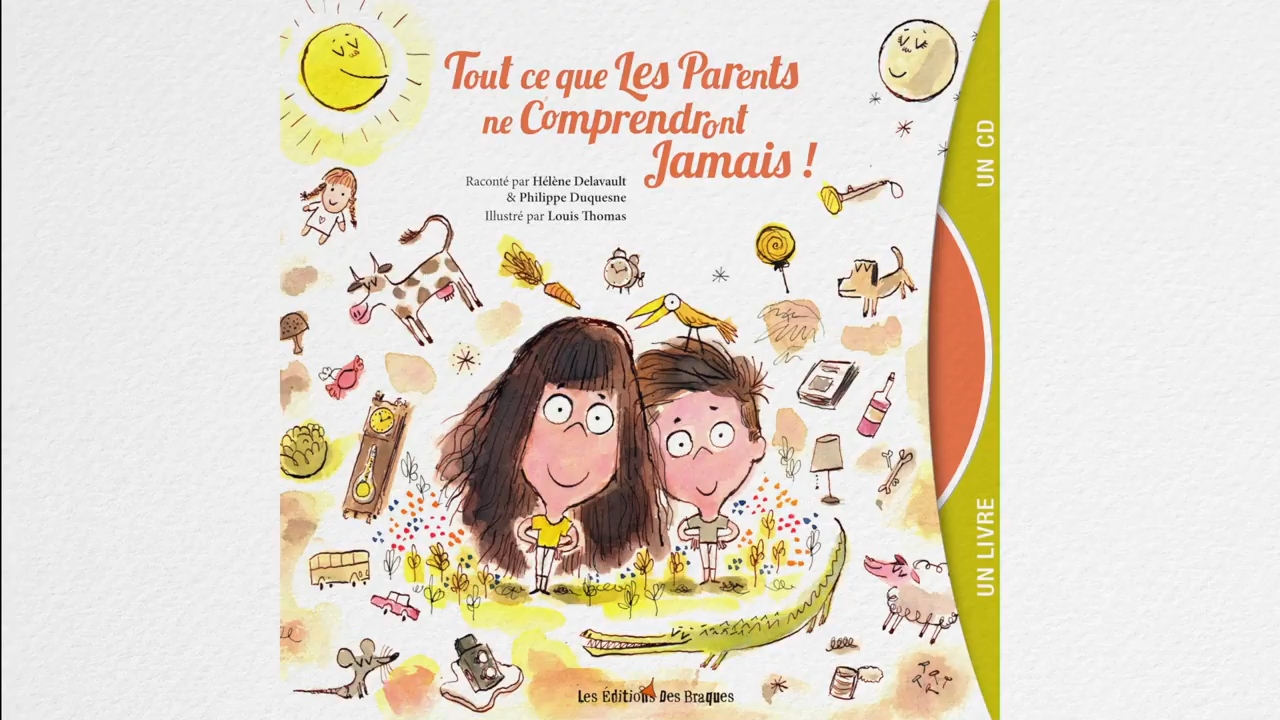 Tout ce que Les Parents
ne Comprendront
Jamais !
Raconté par Hélène Delavault
& Philippe Duquesne
Illustré par Louis Thomas
UN CD
UN LIVRE
Les Éditions Des Braques